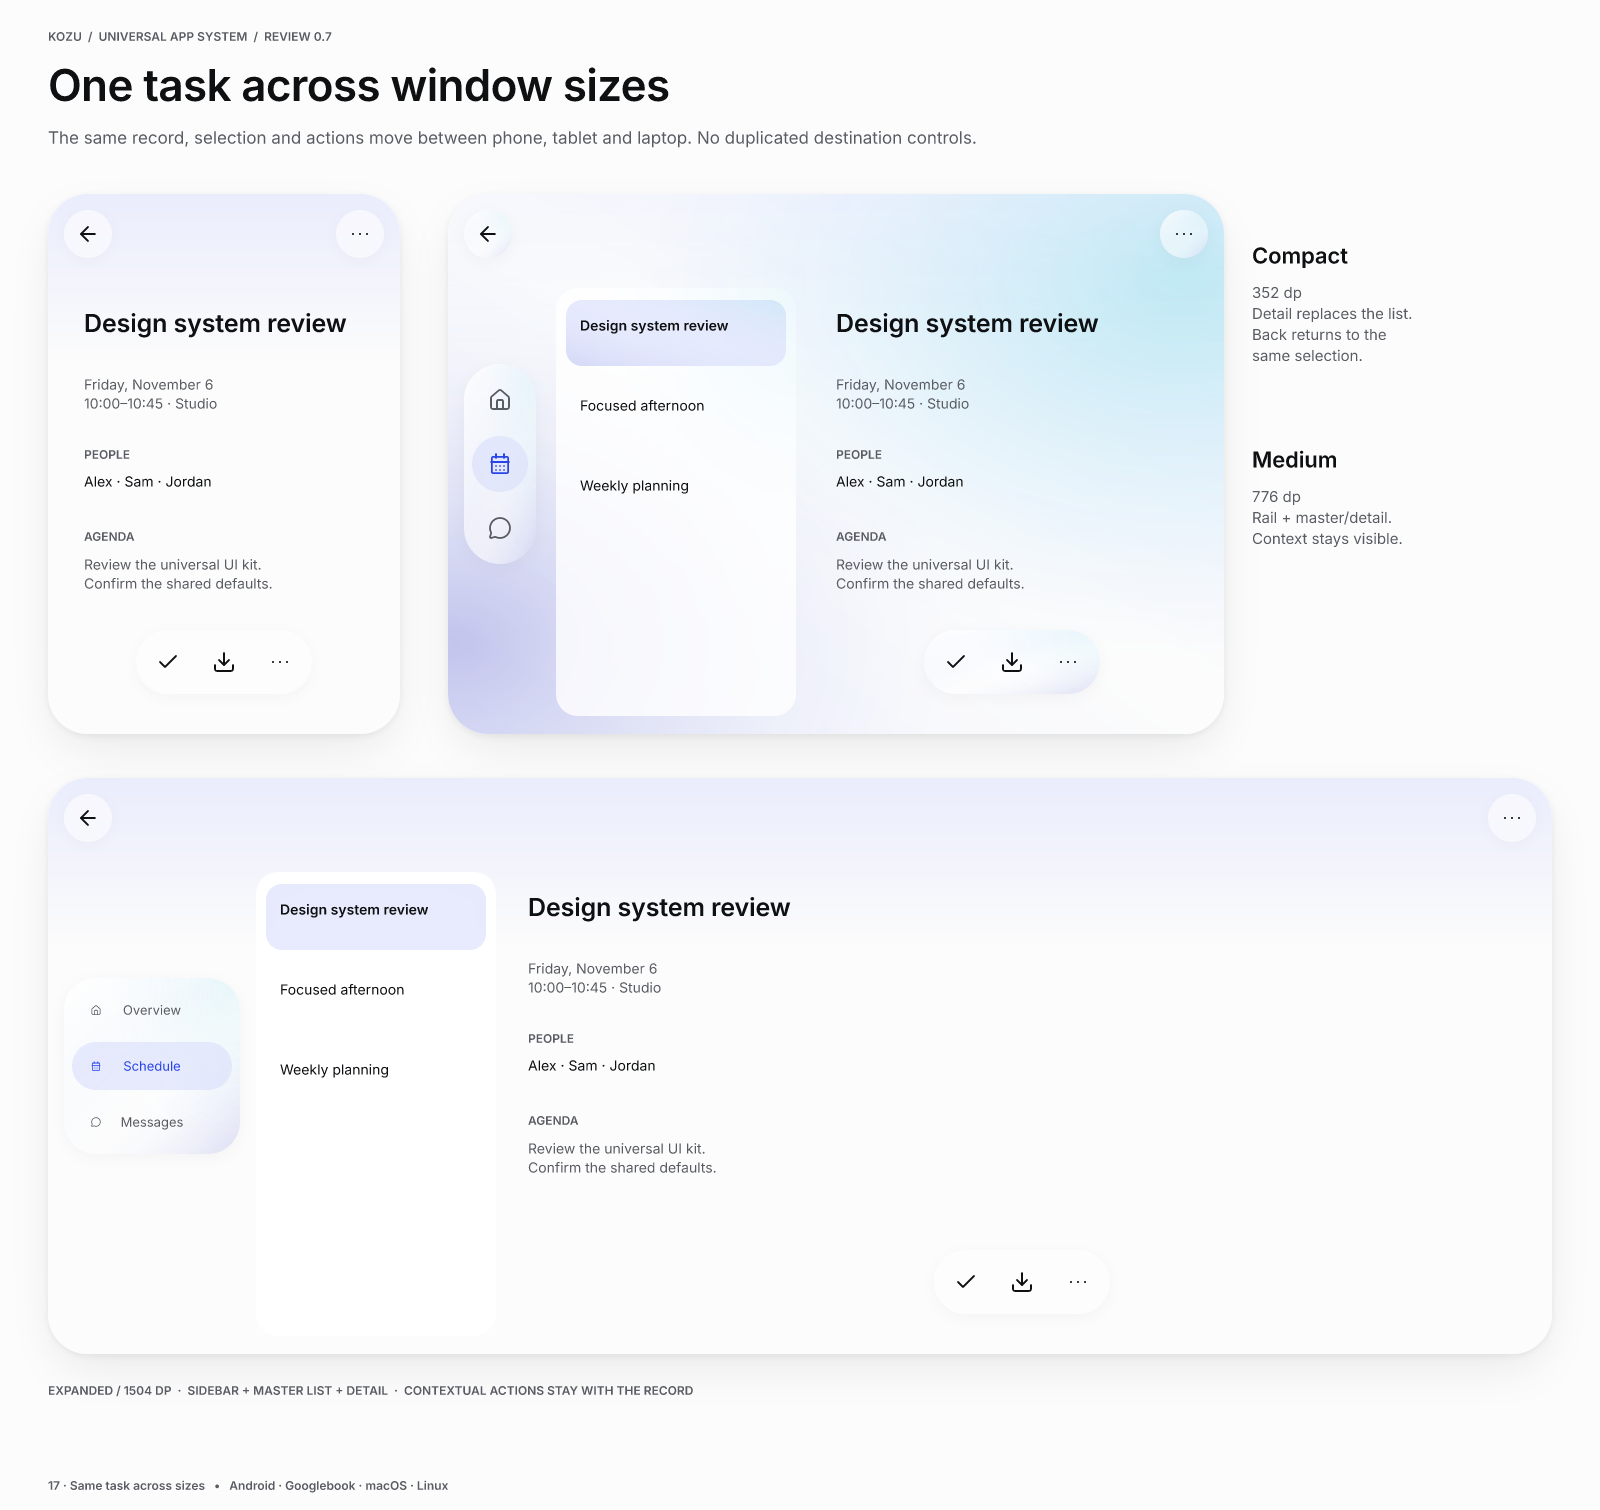 KOZU / UNIVERSAL APP SYSTEM / REVIEW 0.7
One task across window sizes
The same record, selection and actions move between phone, tablet and laptop. No duplicated destination controls.
Design system review
Friday, November 6
10:00–10:45 · Studio
PEOPLE
Alex · Sam · Jordan
AGENDA
Review the universal UI kit.
Confirm the shared defaults.
Design system review
Focused afternoon
Weekly planning
Design system review
Friday, November 6
10:00–10:45 · Studio
PEOPLE
Alex · Sam · Jordan
AGENDA
Review the universal UI kit.
Confirm the shared defaults.
Compact
352 dp
Detail replaces the list.
Back returns to the
same selection.
Medium
776 dp
Rail + master/detail.
Context stays visible.
Overview
Schedule
Messages
Design system review
Focused afternoon
Weekly planning
Design system review
Friday, November 6
10:00–10:45 · Studio
PEOPLE
Alex · Sam · Jordan
AGENDA
Review the universal UI kit.
Confirm the shared defaults.
EXPANDED / 1504 DP · SIDEBAR + MASTER LIST + DETAIL · CONTEXTUAL ACTIONS STAY WITH THE RECORD
17 · Same task across sizes • Android · Googlebook · macOS · Linux